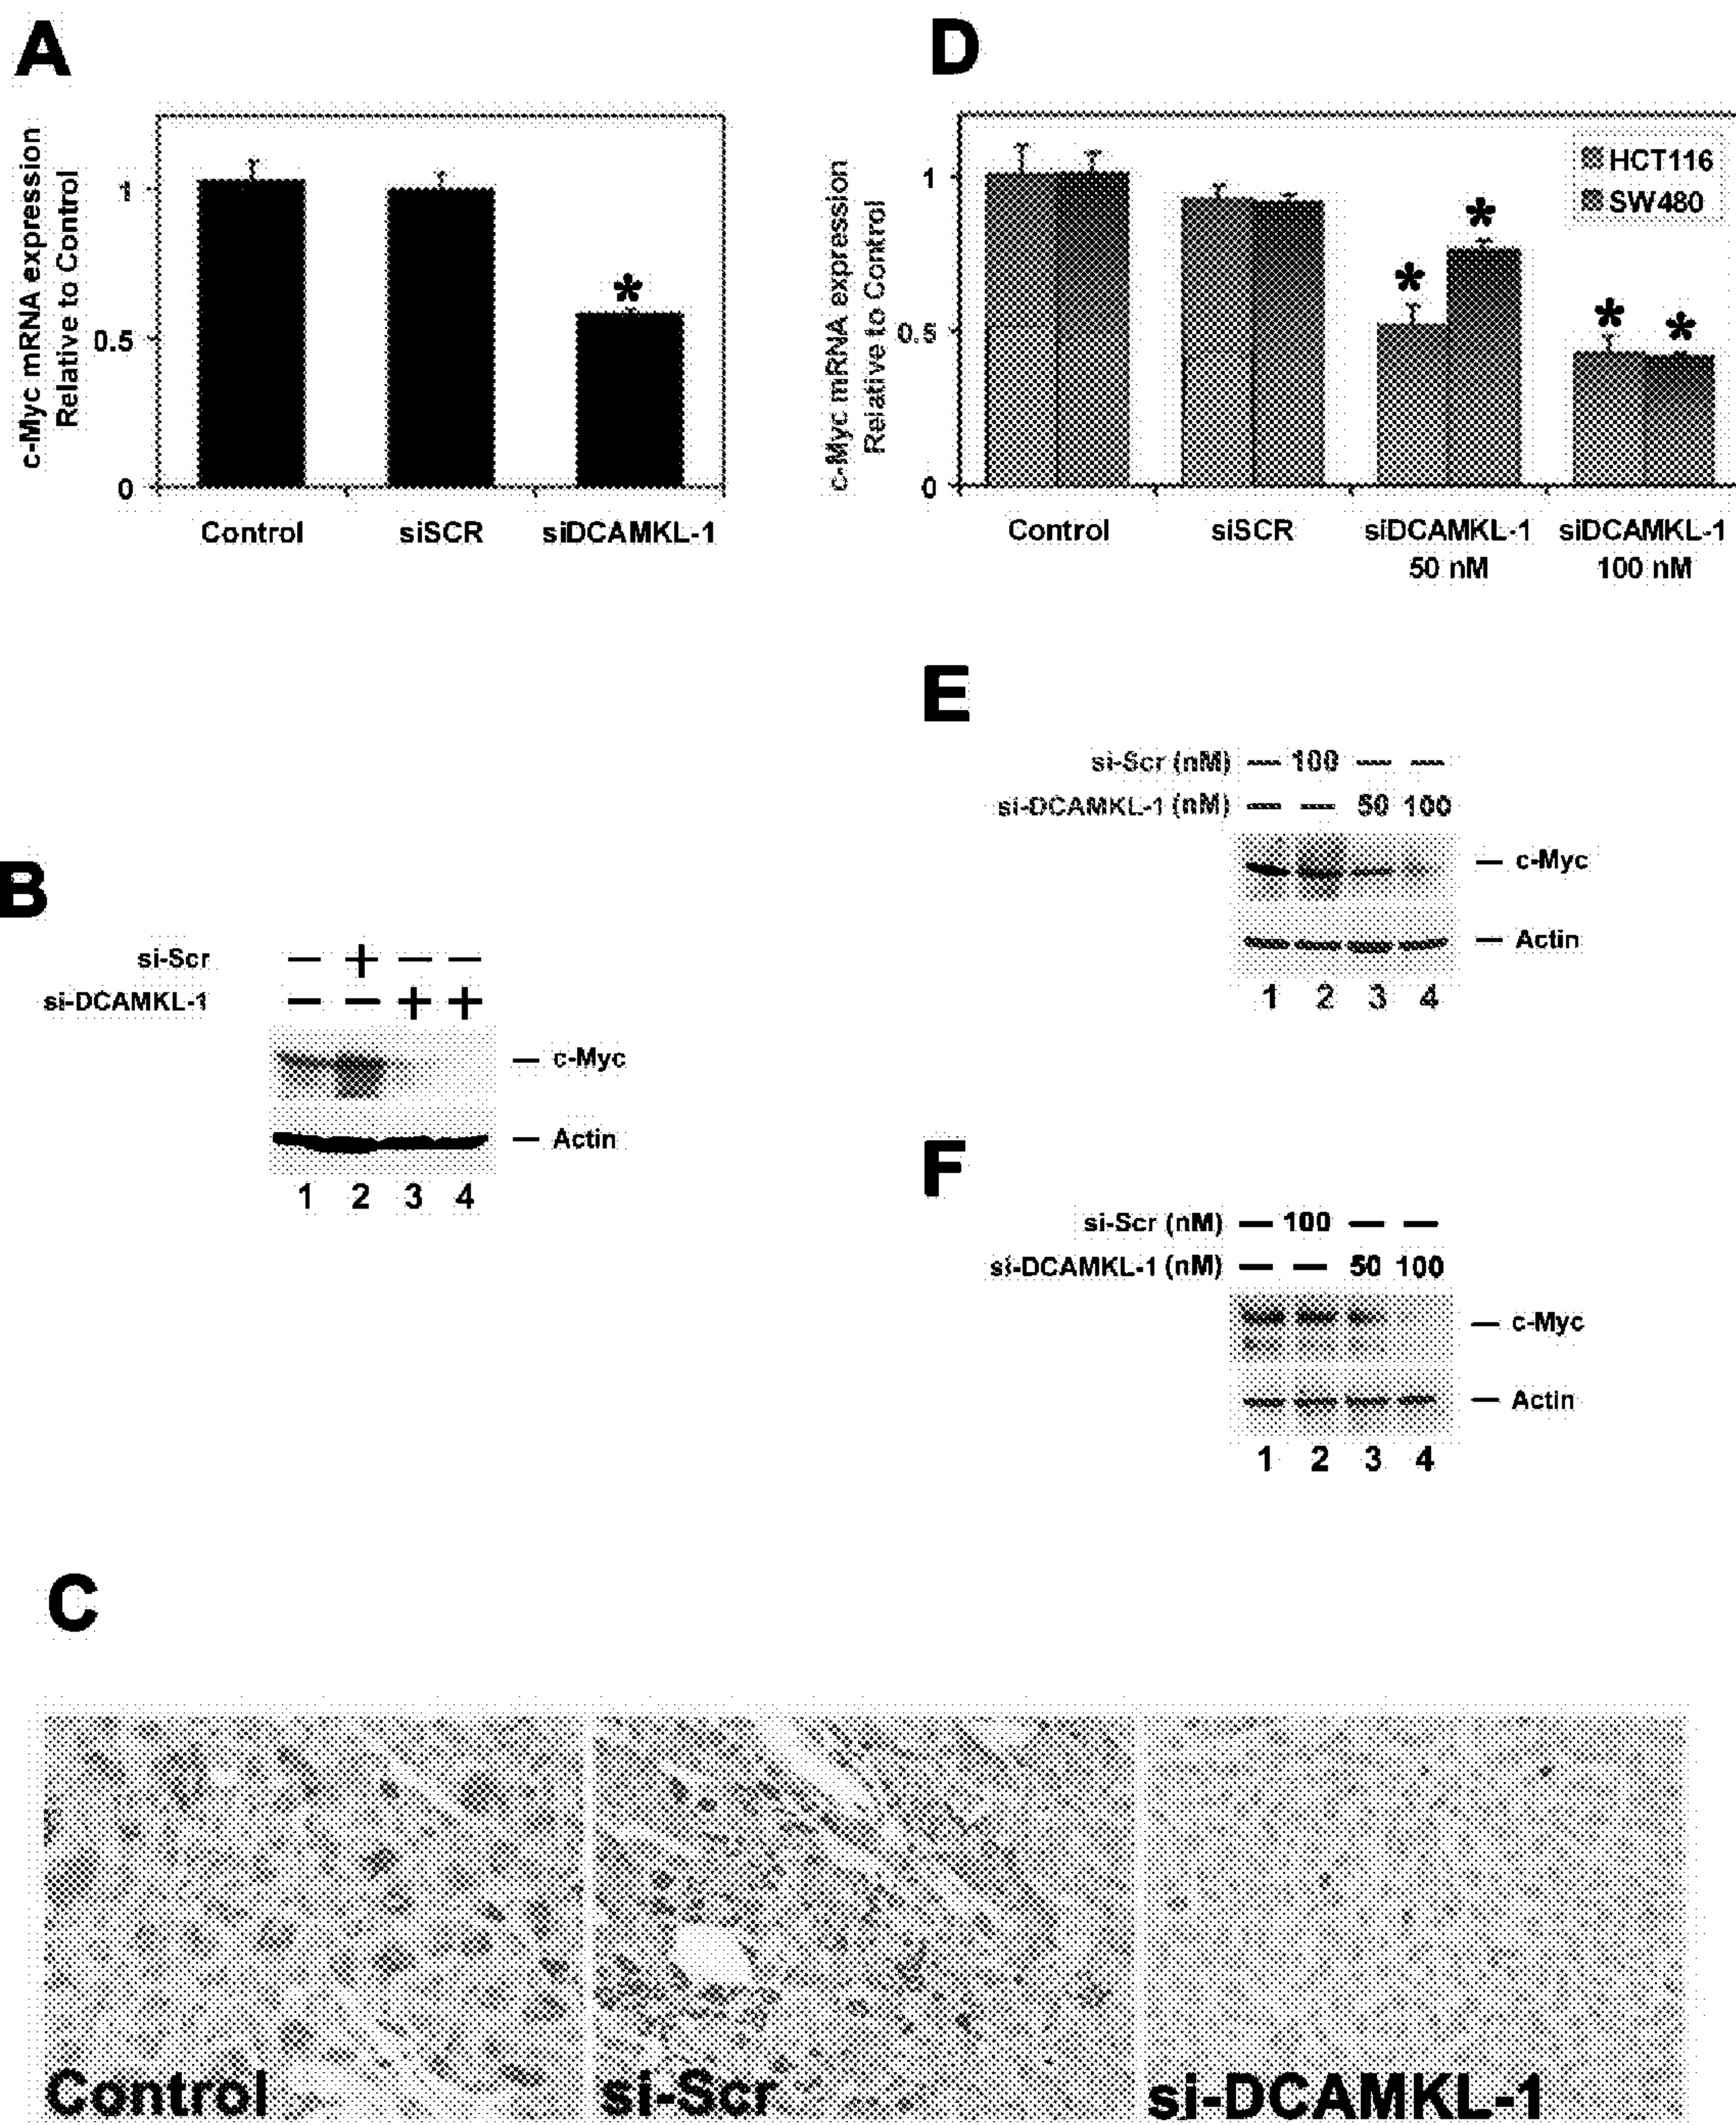 A
c-Myc mRNA expression
Relative to Control
1
0.5
0
Control siSCR siDCAMKL-1
*
D
c-Myc mRNA expression
Relative to Control
1
0.5
0
HCT116
SW480
* * * *
Control siSCR siDCAMKL-1 siDCAMKL-1
50 nM 100 nM
B
si-Scr — + — —
si-DCAMKL-1 — — + +
— c-Myc
— Actin
1 2 3 4
E
si-Scr (nM) — 100 — —
si-DCAMKL-1 (nM) — — 50 100
— c-Myc
— Actin
1 2 3 4
F
si-Scr (nM) — 100 — —
si-DCAMKL-1 (nM) — — 50 100
— c-Myc
— Actin
1 2 3 4
C
Control si-Scr si-DCAMKL-1